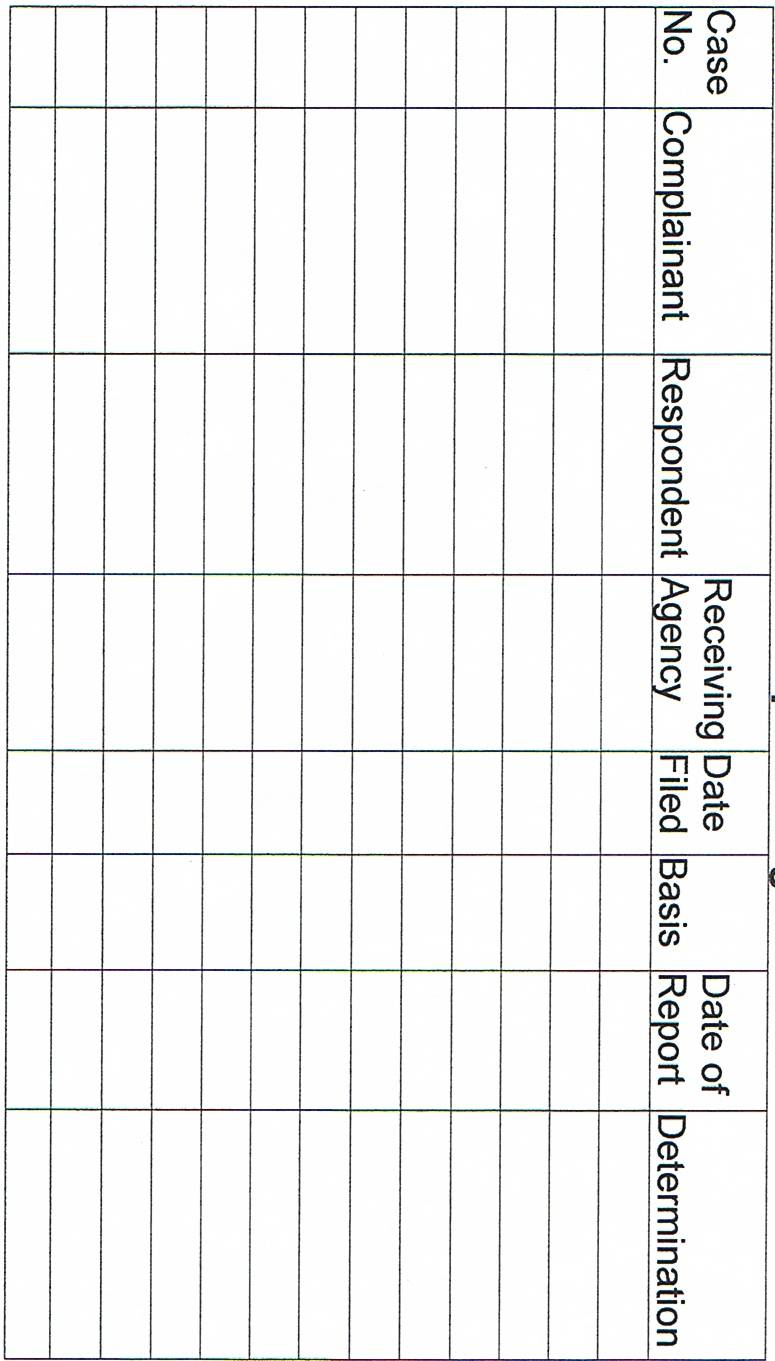 Case No.
Complainant
Respondent
Receiving Agency
Date Filed
Basis
Date of Report
Determination